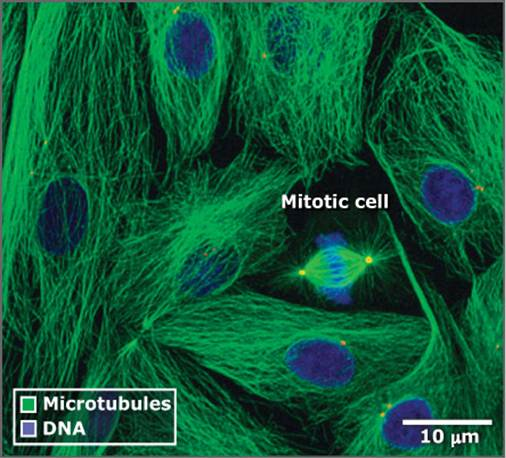 Mitotic cell
Microtubules
DNA
10 μm